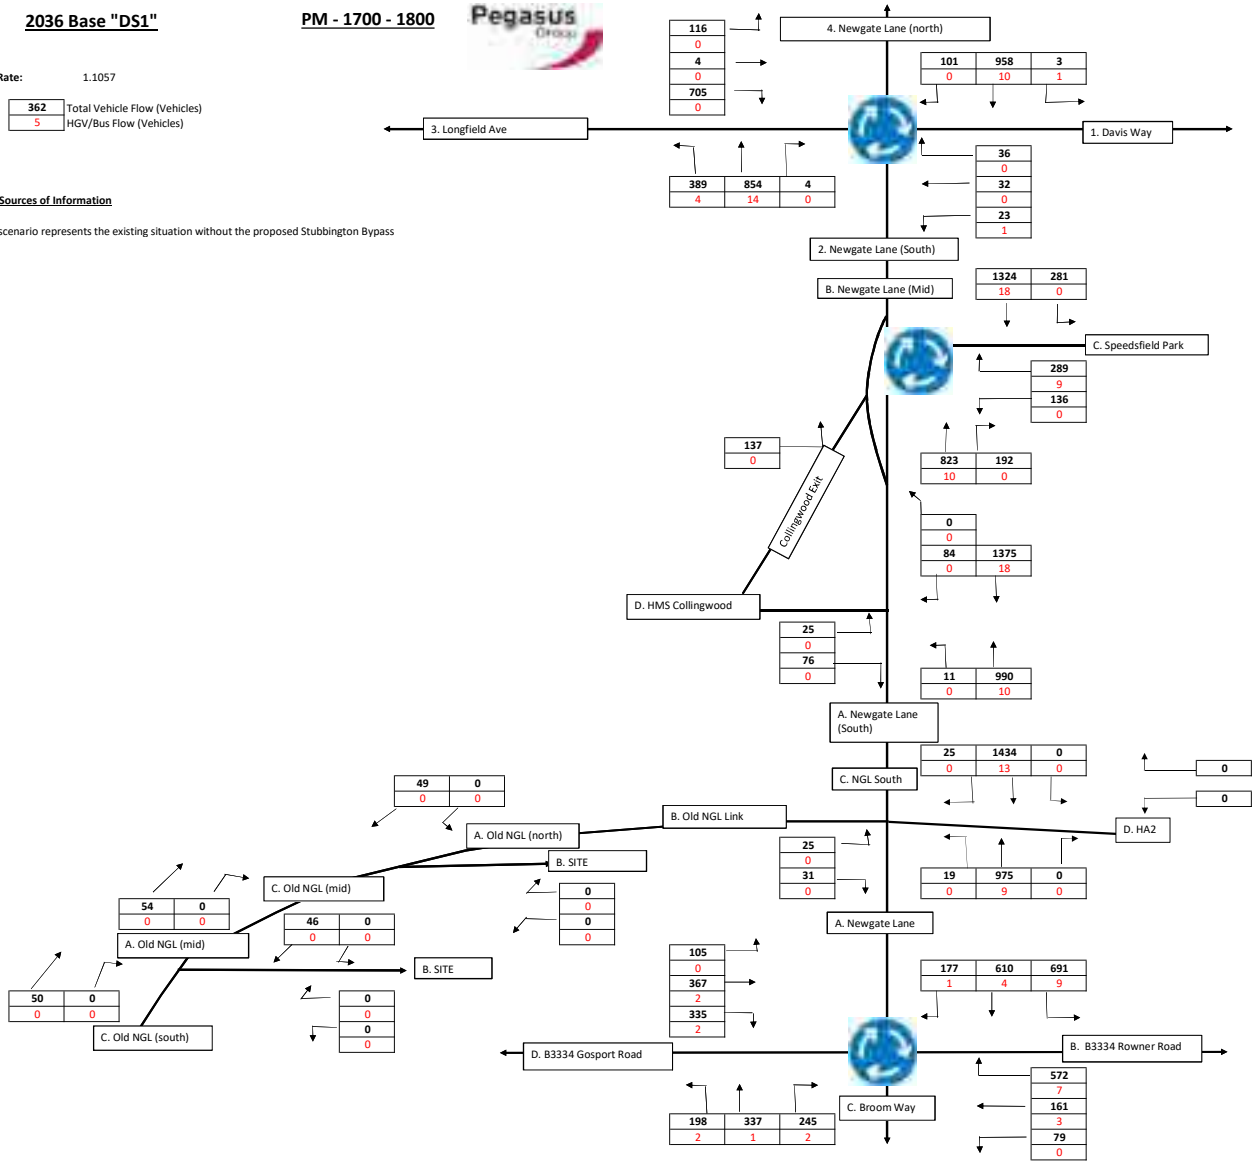 2036 Base "DS1"
PM - 1700 - 1800
Pegasus
Group
Rate:
1.1057
362
Total Vehicle Flow (Vehicles)
5
HGV/Bus Flow (Vehicles)
Sources of Information
scenario represents the existing situation without the proposed Stubbington Bypass
116
0
4
0
705
0
4. Newgate Lane (north)
101 958 3
0 10 1
3. Longfield Ave
1. Davis Way
389 854 4
4 14 0
36
0
32
0
23
1
2. Newgate Lane (South)
B. Newgate Lane (Mid)
1324 281
18 0
C. Speedsfield Park
289
9
136
0
137
0
823 192
10 0
Collingwood Exit
0
0
84 1375
0 18
D. HMS Collingwood
25
0
76
0
11 990
0 10
A. Newgate Lane
(South)
25 1434 0
0 13 0
0
0
C. NGL South
49 0
0 0
B. Old NGL Link
A. Old NGL (north)
D. HA2
25
0
31
0
19 975 0
0 9 0
B. SITE
C. Old NGL (mid)
54 0
0 0
0
0
0
0
46 0
0 0
A. Newgate Lane
A. Old NGL (mid)
B. SITE
105
0
367
2
335
2
177 610 691
1 4 9
50 0
0 0
0
0
0
0
C. Old NGL (south)
D. B3334 Gosport Road
B. B3334 Rowner Road
572
7
161
3
79
0
C. Broom Way
198 337 245
2 1 2